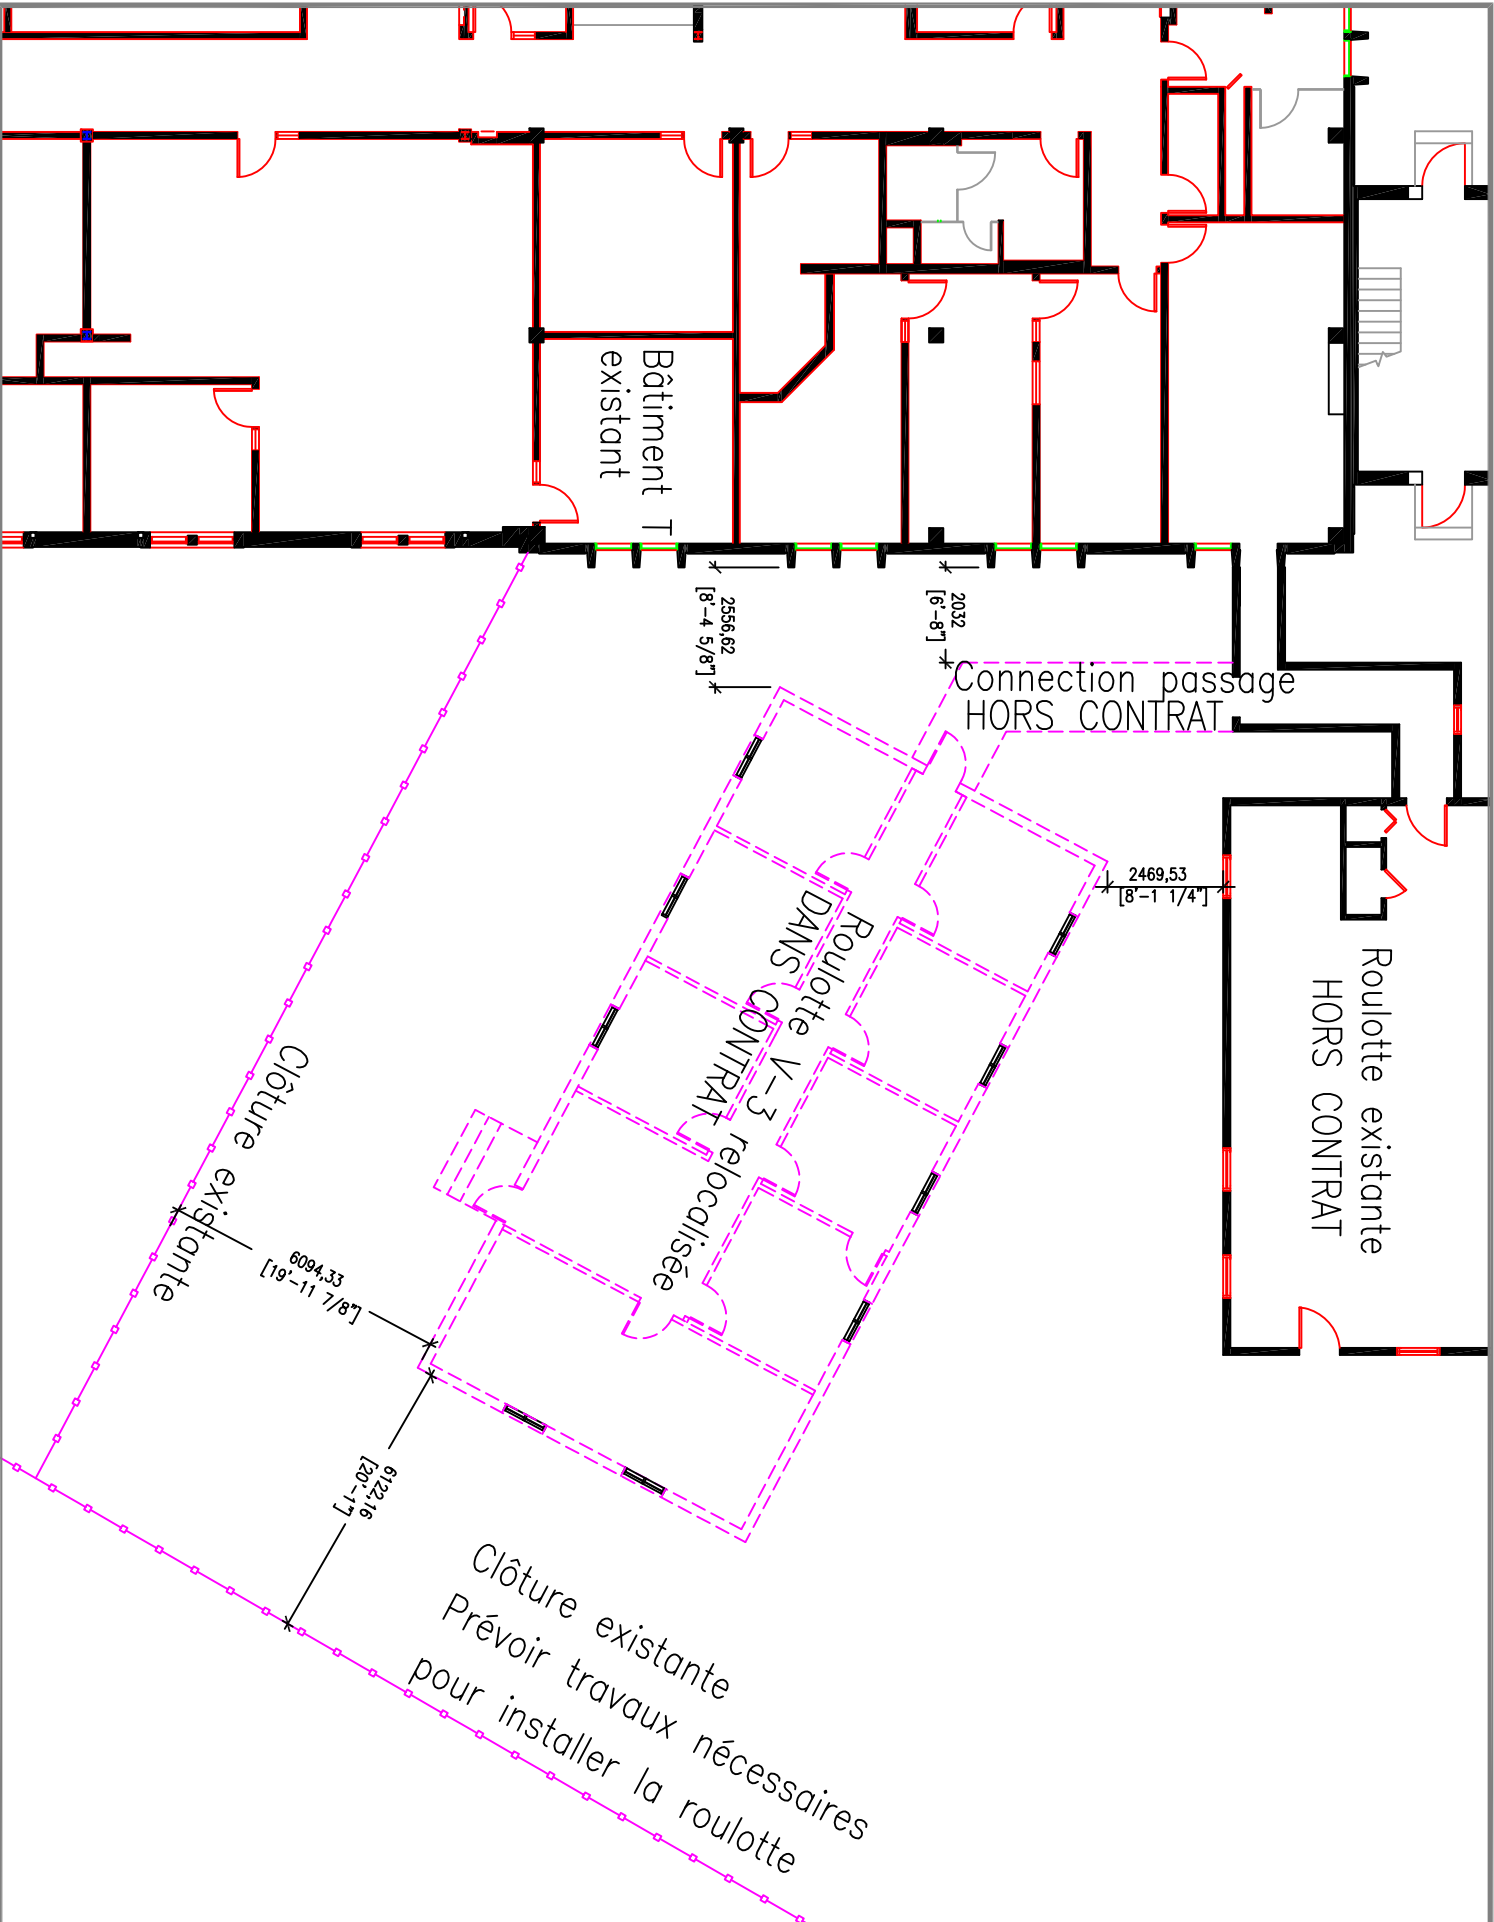 Bâtiment T
existant
2556,62
[8'-4 5/8"]
2032
[6'-8"]
Connection passage
HORS CONTRAT
2469,53
[8'-1 1/4"]
Roulotte existante
HORS CONTRAT
Roulotte V-3 relocalisée
DANS CONTRAT
Clôture existante
6094,33
[19'-11 7/8"]
6122,16
[20'-1"]
Clôture existante
Prévoir travaux nécessaires
pour installer la roulotte